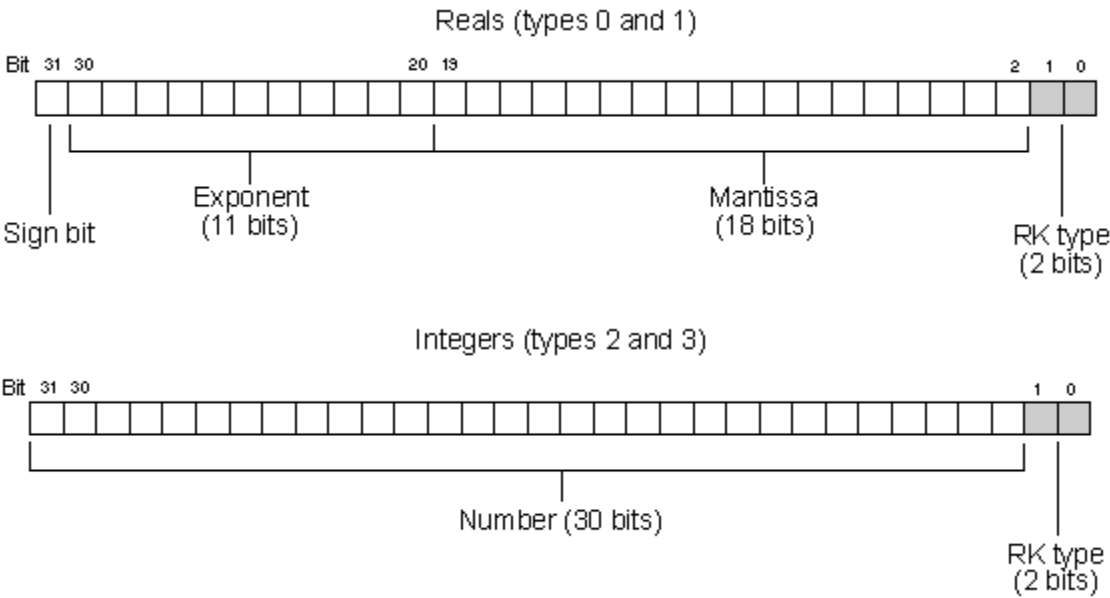 Reals (types 0 and 1)
Bit 31 30 20 19 2 1 0
Exponent
(11 bits)
Mantissa
(18 bits)
Sign bit
RK type
(2 bits)
Integers (types 2 and 3)
Bit 31 30 1 0
Number (30 bits)
RK type
(2 bits)